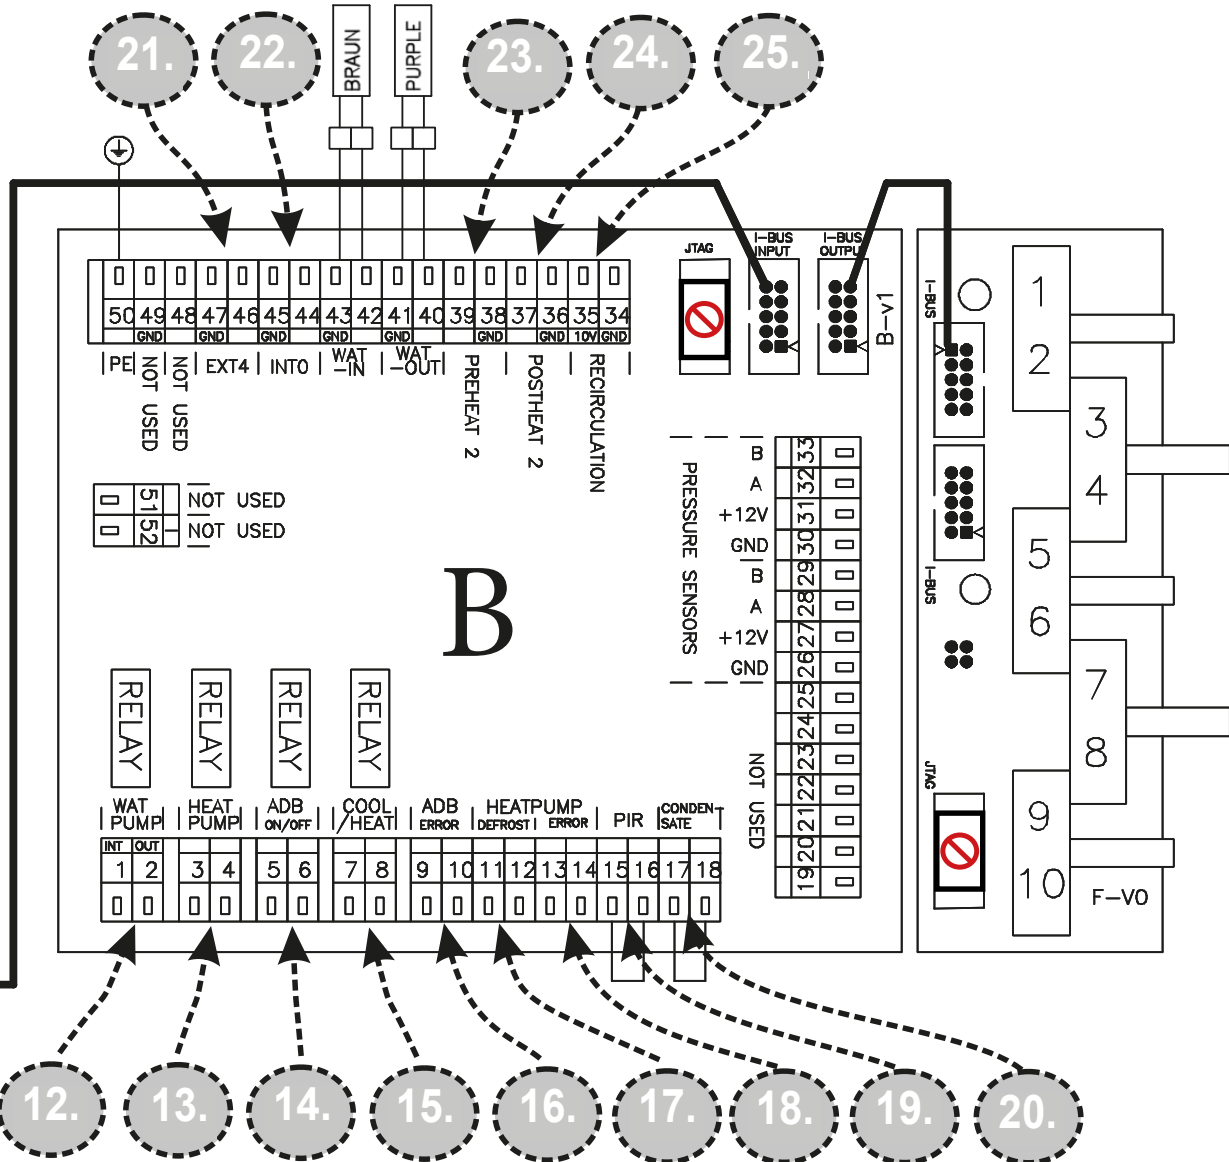 21. 22. BRAUN PURPLE 23. 24. 25.
JTAG I-BUS INPUT I-BUS OUTPUT
50 49 48 47 46 45 44 43 42 41 40 39 38 37 36 35 34
GND GND GND GND GND GND GND 10V GND
PE NOT USED NOT USED EXT4 INTO WAT-IN WAT-OUT PREHEAT 2 POSTHEAT 2 RECIRCULATION
B-v1
I-BUS
1
2
3
4
51 NOT USED
52 NOT USED
B
PRESSURE SENSORS
B 33
A 32
+12V 31
GND 30
B 29
A 28
+12V 27
GND 26
25
24
23
22
21
20
19
NOT USED
I-BUS
5
6
7
8
JTAG
9
10
F-V0
RELAY RELAY RELAY RELAY
WAT PUMP HEAT PUMP ADB ON/OFF COOL /HEAT ADB ERROR HEATPUMP DEFROST ERROR PIR CONDEN-SATE
INT OUT
1 2 3 4 5 6 7 8 9 10 11 12 13 14 15 16 17 18
12. 13. 14. 15. 16. 17. 18. 19. 20.